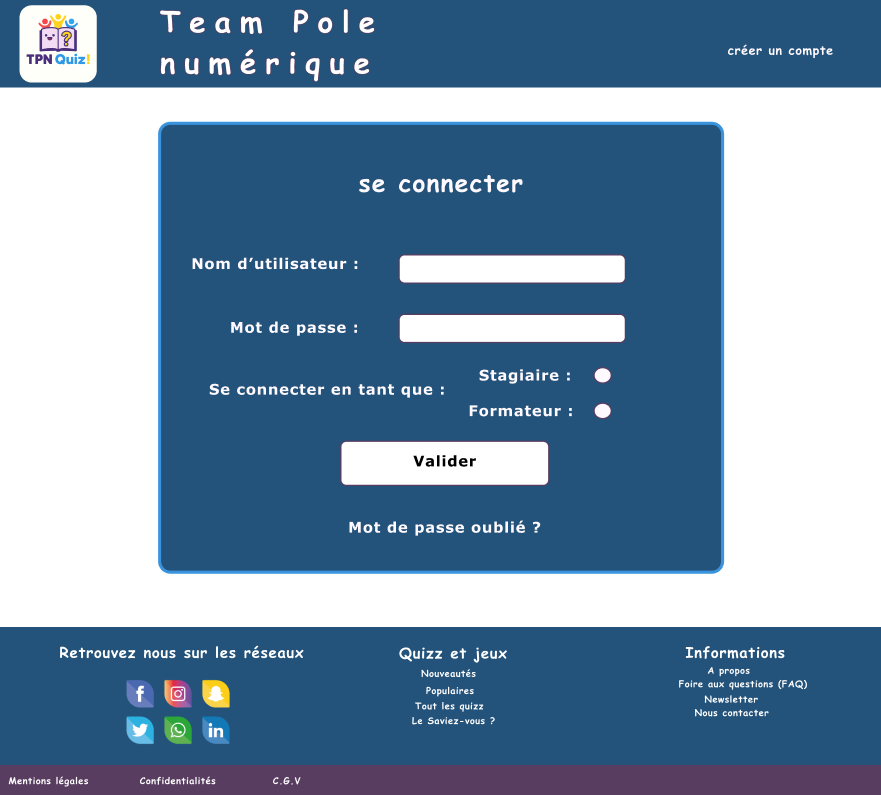 TPN Quiz!
Team Pole
numérique
créer un compte
se connecter
Nom d’utilisateur :
Mot de passe :
Se connecter en tant que :
Stagiaire :
Formateur :
Valider
Mot de passe oublié ?
Retrouvez nous sur les réseaux
Quizz et jeux
Nouveautés
Populaires
Tout les quizz
Le Saviez-vous ?
Informations
A propos
Foire aux questions (FAQ)
Newsletter
Nous contacter
Mentions légales
Confidentialités
C.G.V